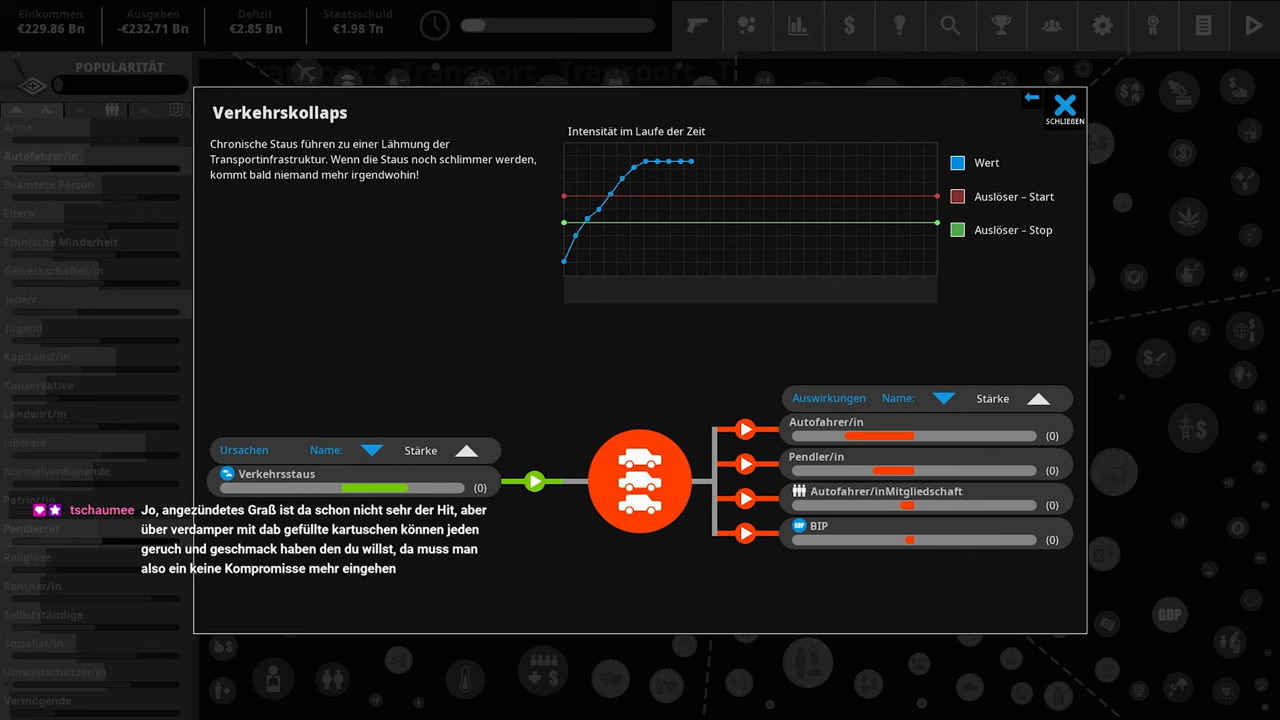 Einkommen
€229.86 Bn
Ausgaben
-€232.71 Bn
Defizit
€2.85 Bn
Staatsschuld
€1.98 Tn
POPULARITÄT
Transport Transport
Arme
Autofahrer/in
Beamtete Person
Eltern
Ethnische Minderheit
Gewerkschafter/in
Jede/r
Jugend
Kapitalist/in
Konservative
Landwirt/in
Liberale
Normalverdienende
Patriot/in
Pendler/in
Religiöse
Rentner/in
Selbstständige
Sozialist/in
Umweltschützer/in
Vermögende
Verkehrskollaps
SCHLIEßEN
Chronische Staus führen zu einer Lähmung der
Transportinfrastruktur. Wenn die Staus noch schlimmer werden,
kommt bald niemand mehr irgendwohin!
Intensität im Laufe der Zeit
Wert
Auslöser – Start
Auslöser – Stop
Ursachen Name: Stärke
Verkehrsstaus
(0)
Auswirkungen Name: Stärke
Autofahrer/in
(0)
Pendler/in
(0)
Autofahrer/inMitgliedschaft
(0)
GDP BIP
(0)
tschaumee Jo, angezündetes Graß ist da schon nicht sehr der Hit, aber
über verdamper mit dab gefüllte kartuschen können jeden
geruch und geschmack haben den du willst, da muss man
also ein keine Kompromisse mehr eingehen
GDP